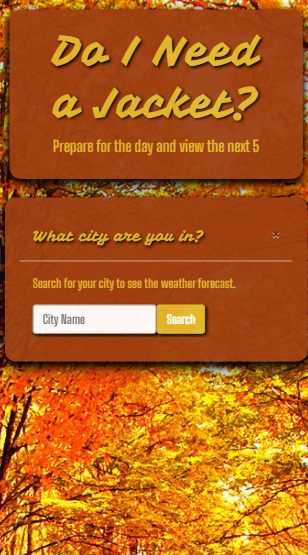 Do I Need
a Jacket?
Prepare for the day and view the next 5
What city are you in?
×
Search for your city to see the weather forecast.
City Name Search